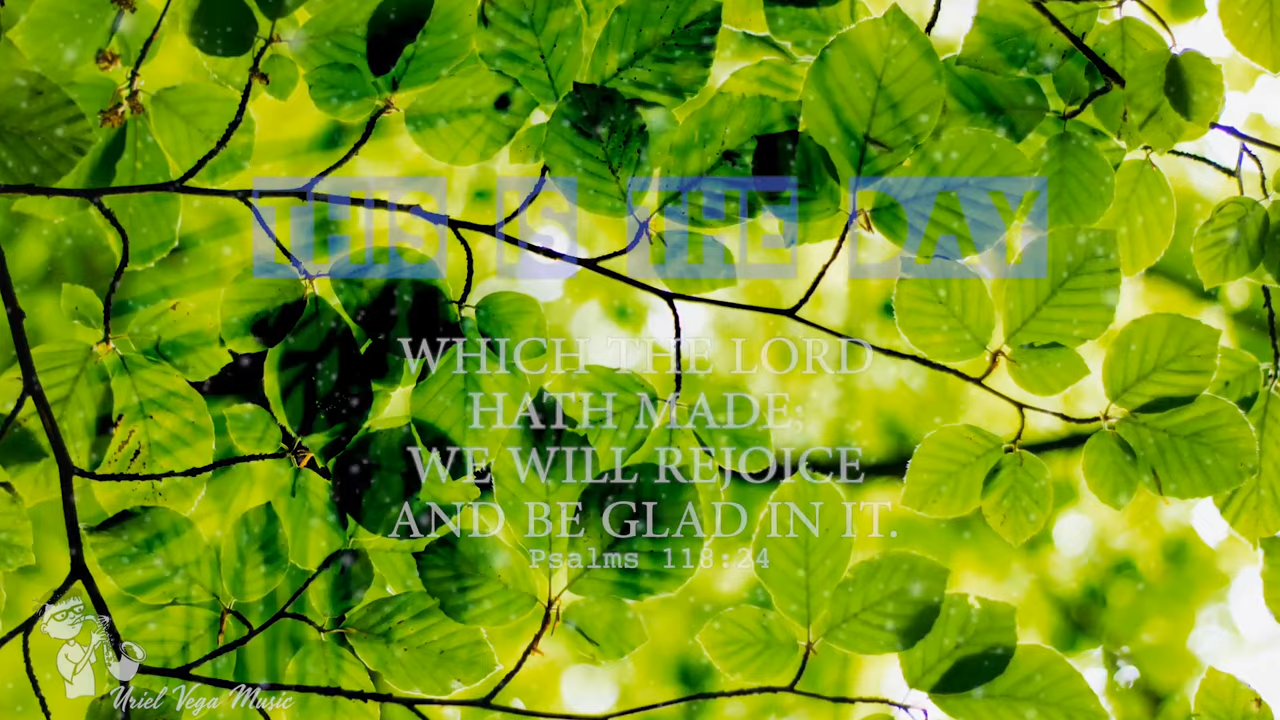 THIS IS THE DAY
WHICH THE LORD
HATH MADE;
WE WILL REJOICE
AND BE GLAD IN IT.
Psalms 118:24
Uriel Vega Music